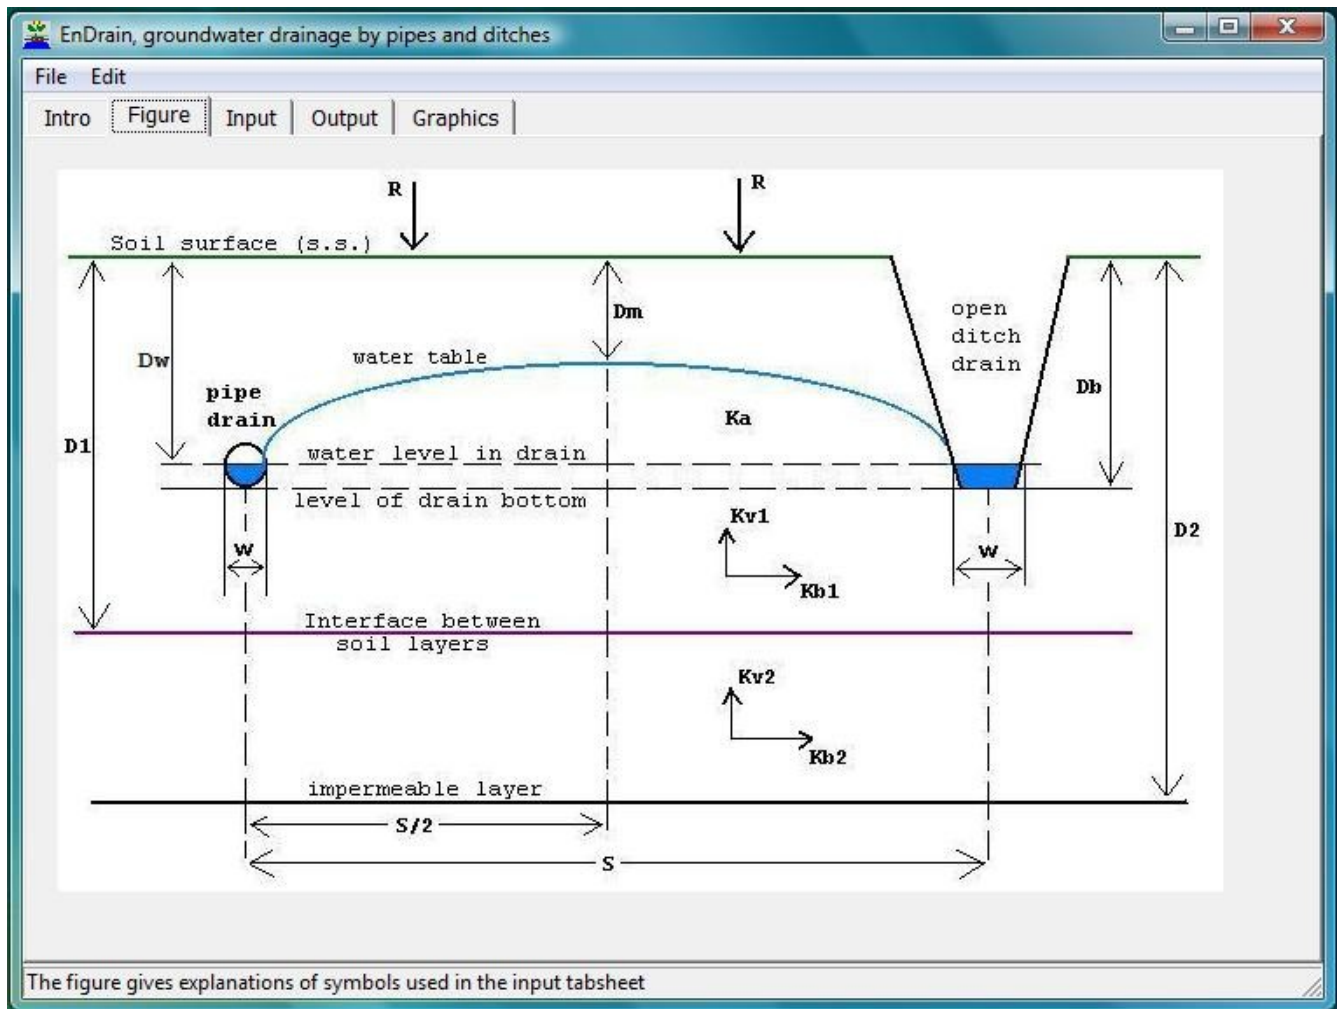 EnDrain, groundwater drainage by pipes and ditches
File Edit
Intro Figure Input Output Graphics
R
R
Soil surface (s.s.)
Dm
open
ditch
drain
Dw
water table
pipe
drain
Db
Ka
D1
water level in drain
level of drain bottom
Kv1
D2
W
W
Kb1
Interface between
soil layers
Kv2
Kb2
impermeable layer
S/2
S
The figure gives explanations of symbols used in the input tabsheet